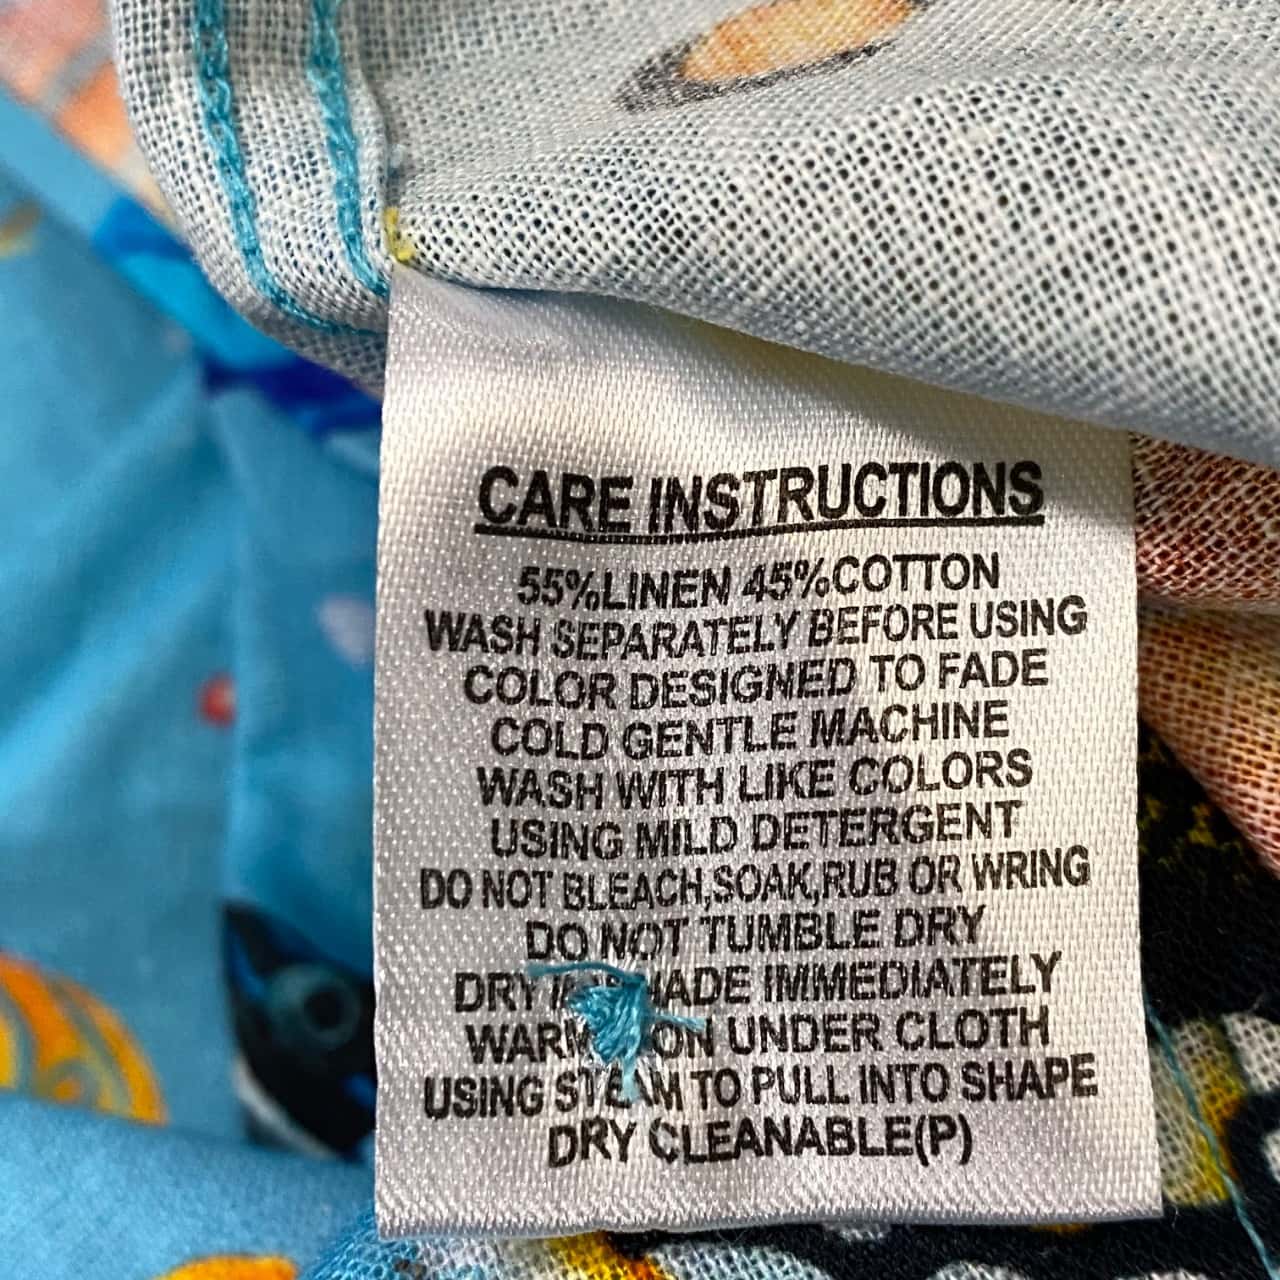 CARE INSTRUCTIONS
55%LINEN 45%COTTON
WASH SEPARATELY BEFORE USING
COLOR DESIGNED TO FADE
COLD GENTLE MACHINE
WASH WITH LIKE COLORS
USING MILD DETERGENT
DO NOT BLEACH,SOAK,RUB OR WRING
DO NOT TUMBLE DRY
DRY IMMEDIATELY
WARM UNDER CLOTH
USING STEAM TO PULL INTO SHAPE
DRY CLEANABLE(P)